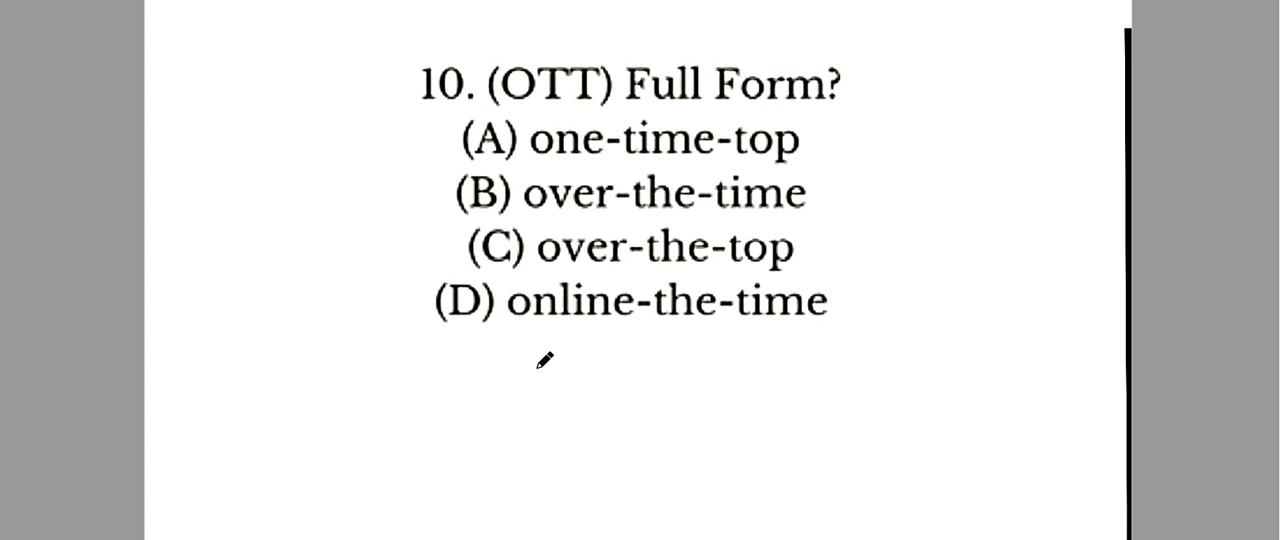 10. (OTT) Full Form?
(A) one-time-top
(B) over-the-time
(C) over-the-top
(D) online-the-time